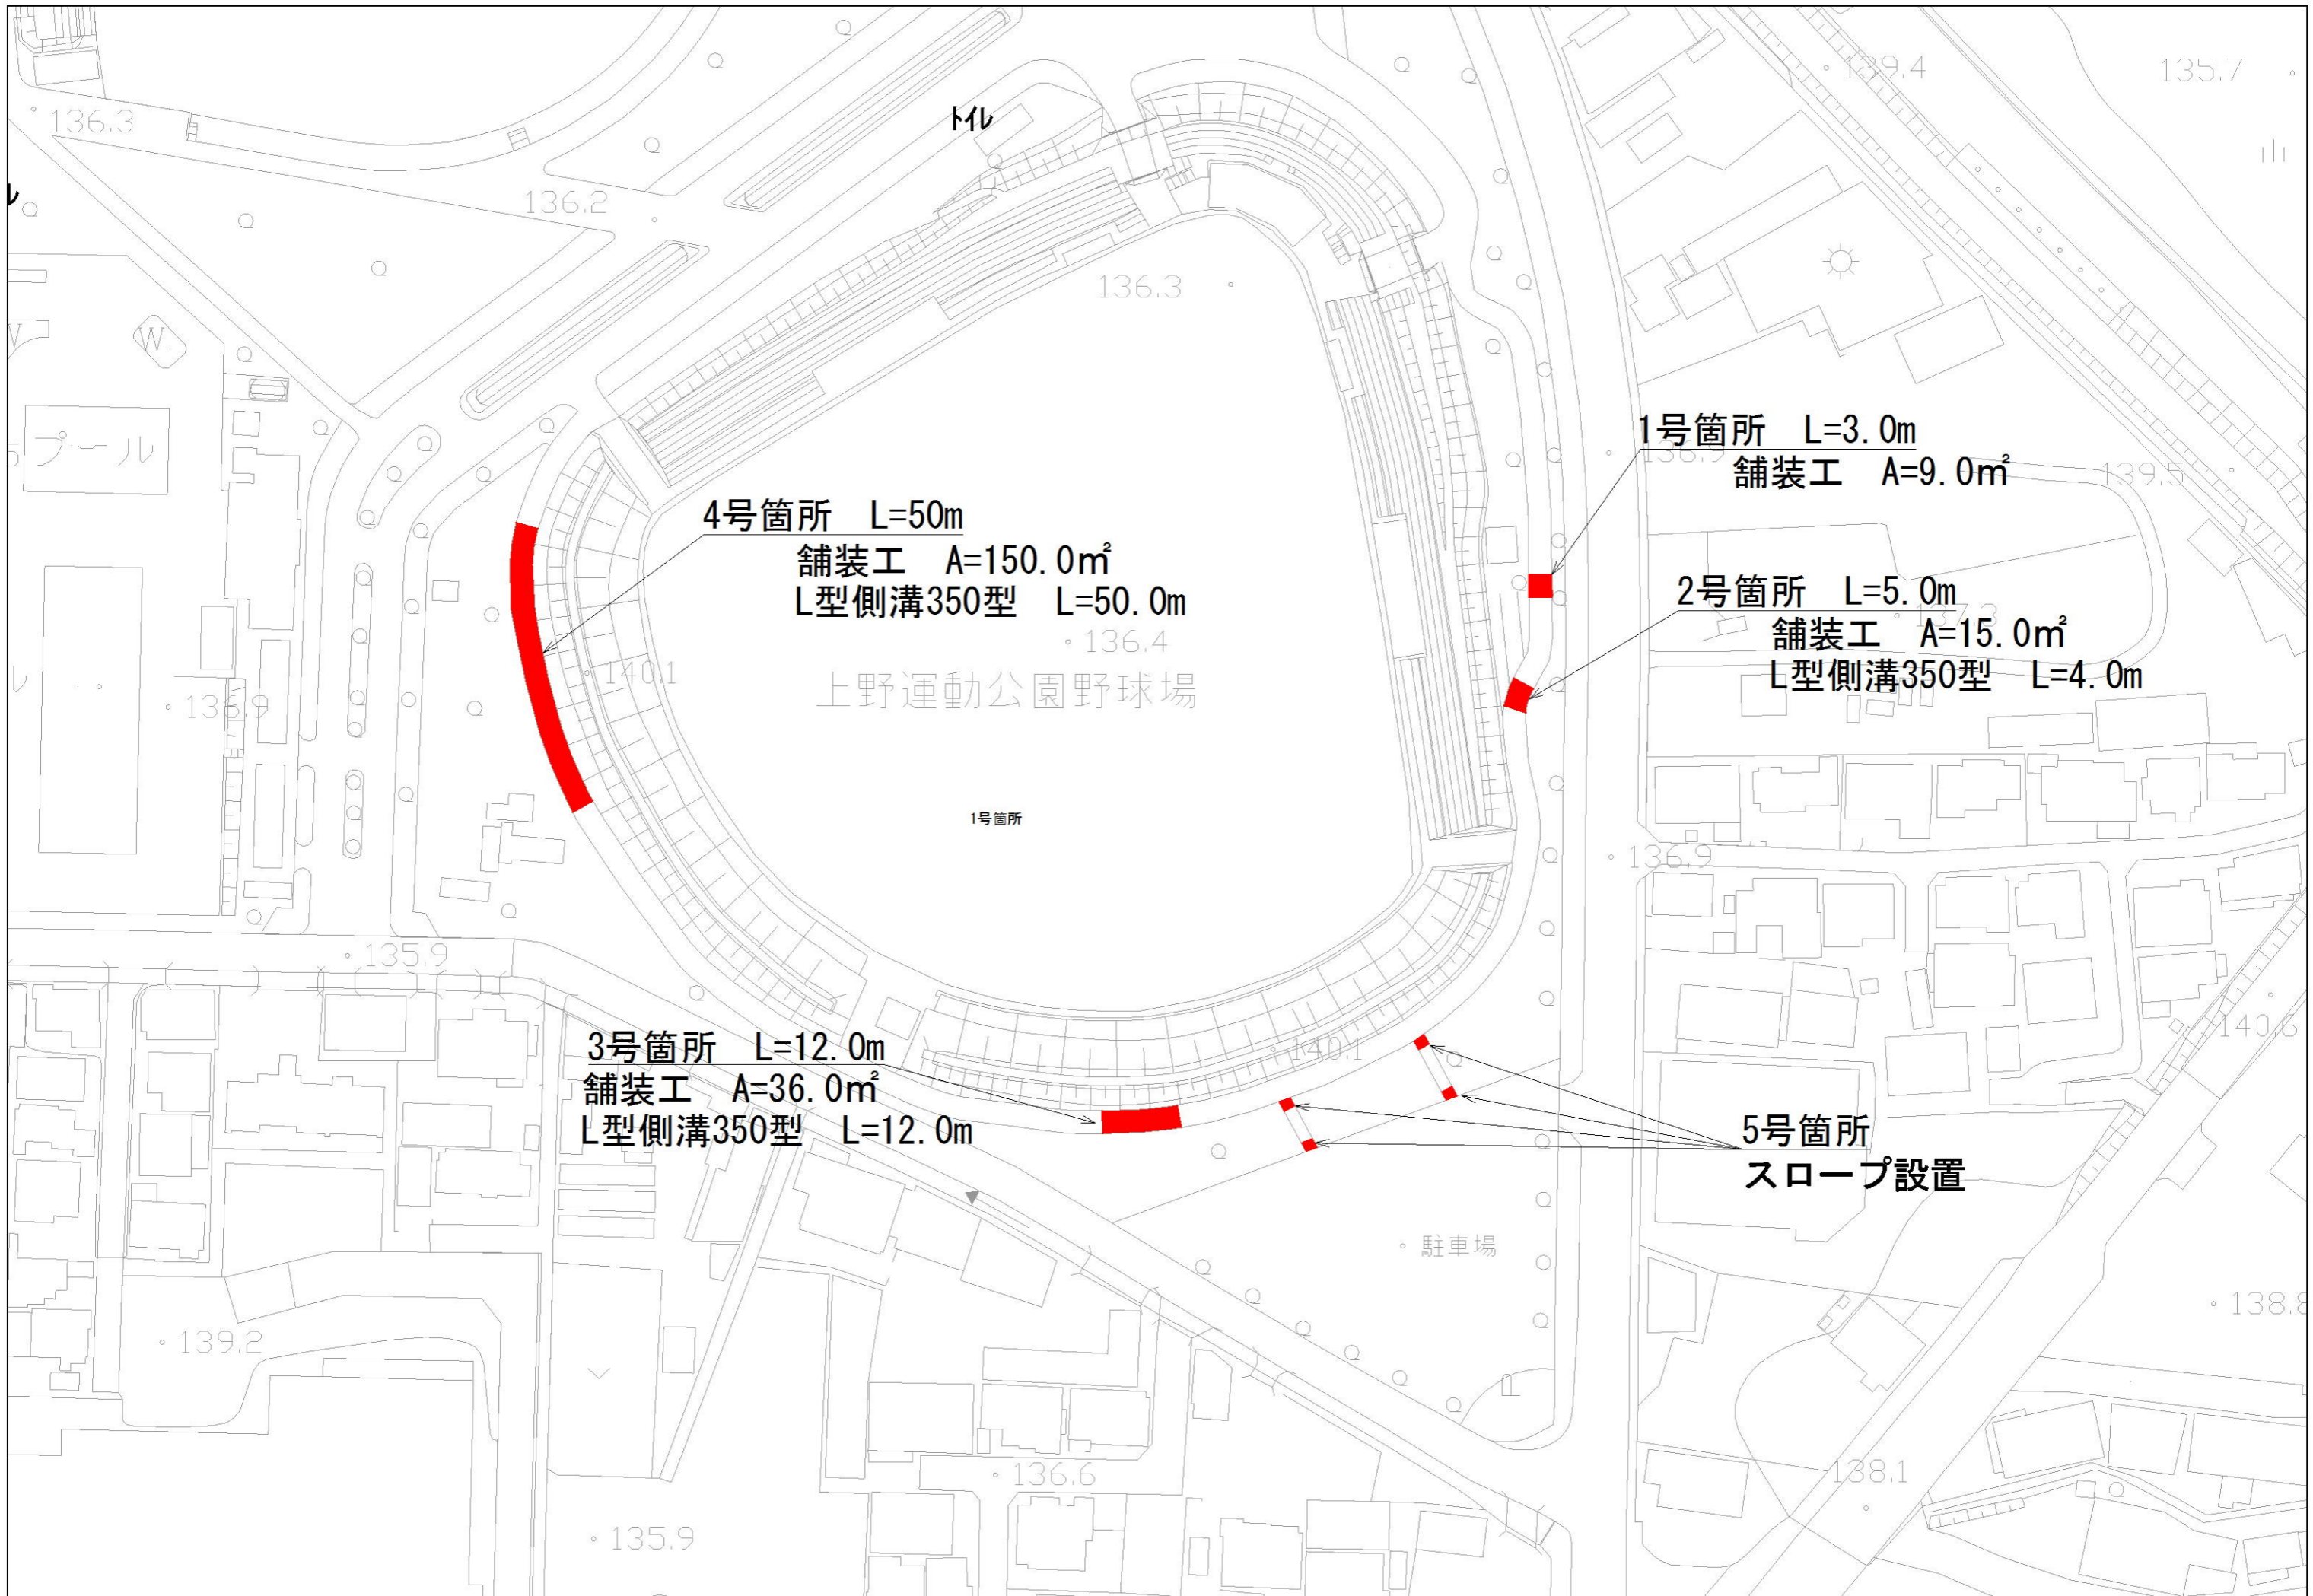 136.3
トイレ
139.4
135.7
ル
136.2
136.3
W
プール
1号箇所　L=3.0m
136.9
舗装工　A=9.0㎡
139.5
4号箇所　L=50m
舗装工　A=150.0㎡
L型側溝350型　L=50.0m
2号箇所　L=5.0m
137.3
舗装工　A=15.0㎡
L型側溝350型　L=4.0m
136.4
140.1
上野運動公園野球場
136.9
1号箇所
136.9
135.9
140.6
3号箇所　L=12.0m
140.1
舗装工　A=36.0㎡
L型側溝350型　L=12.0m
5号箇所
スロープ設置
駐車場
138.8
139.2
136.6
138.1
135.9